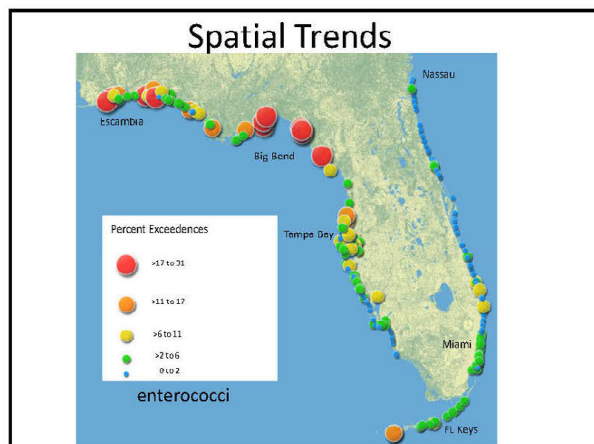 Spatial Trends
Nassau
Escambia
Big Bend
Percent Exceedences
Tampa Bay
>17 to 31
>11 to 17
>6 to 11
>2 to 6
0 to 2
Miami
enterococci
FL Keys